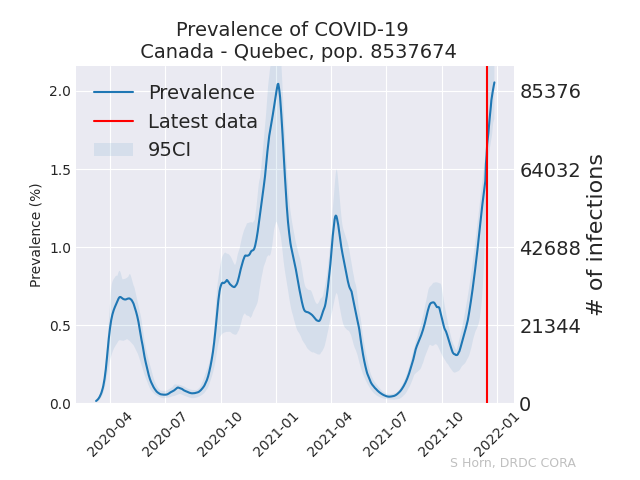 Prevalence of COVID-19
Canada - Quebec, pop. 8537674
Prevalence
Latest data
95CI
Prevalence (%)
2.0
1.5
1.0
0.5
0.0
85376
64032
42688
21344
0
# of infections
2020-04
2020-07
2020-10
2021-01
2021-04
2021-07
2021-10
2022-01
S Horn, DRDC CORA